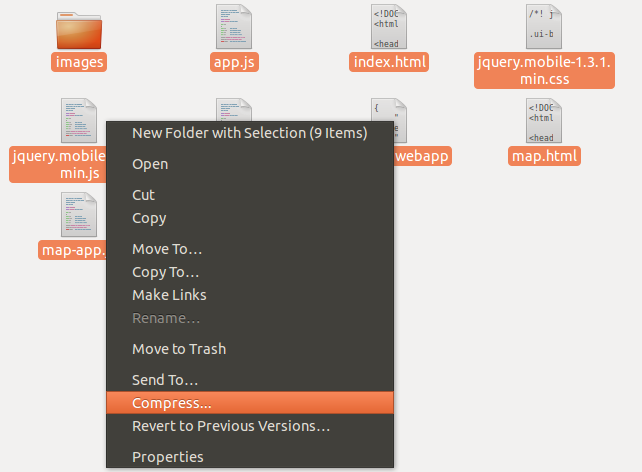 images
app.js
<!DOC
<html
<head
index.html
/*! j
.ui-b
jquery.mobile-1.3.1.
min.css
jquery.mobile
min.js
{
webapp
<!DOC
<html
<head
map.html
map-app.
New Folder with Selection (9 Items)
Open
Cut
Copy
Move To...
Copy To...
Make Links
Rename...
Move to Trash
Send To...
Compress...
Revert to Previous Versions...
Properties